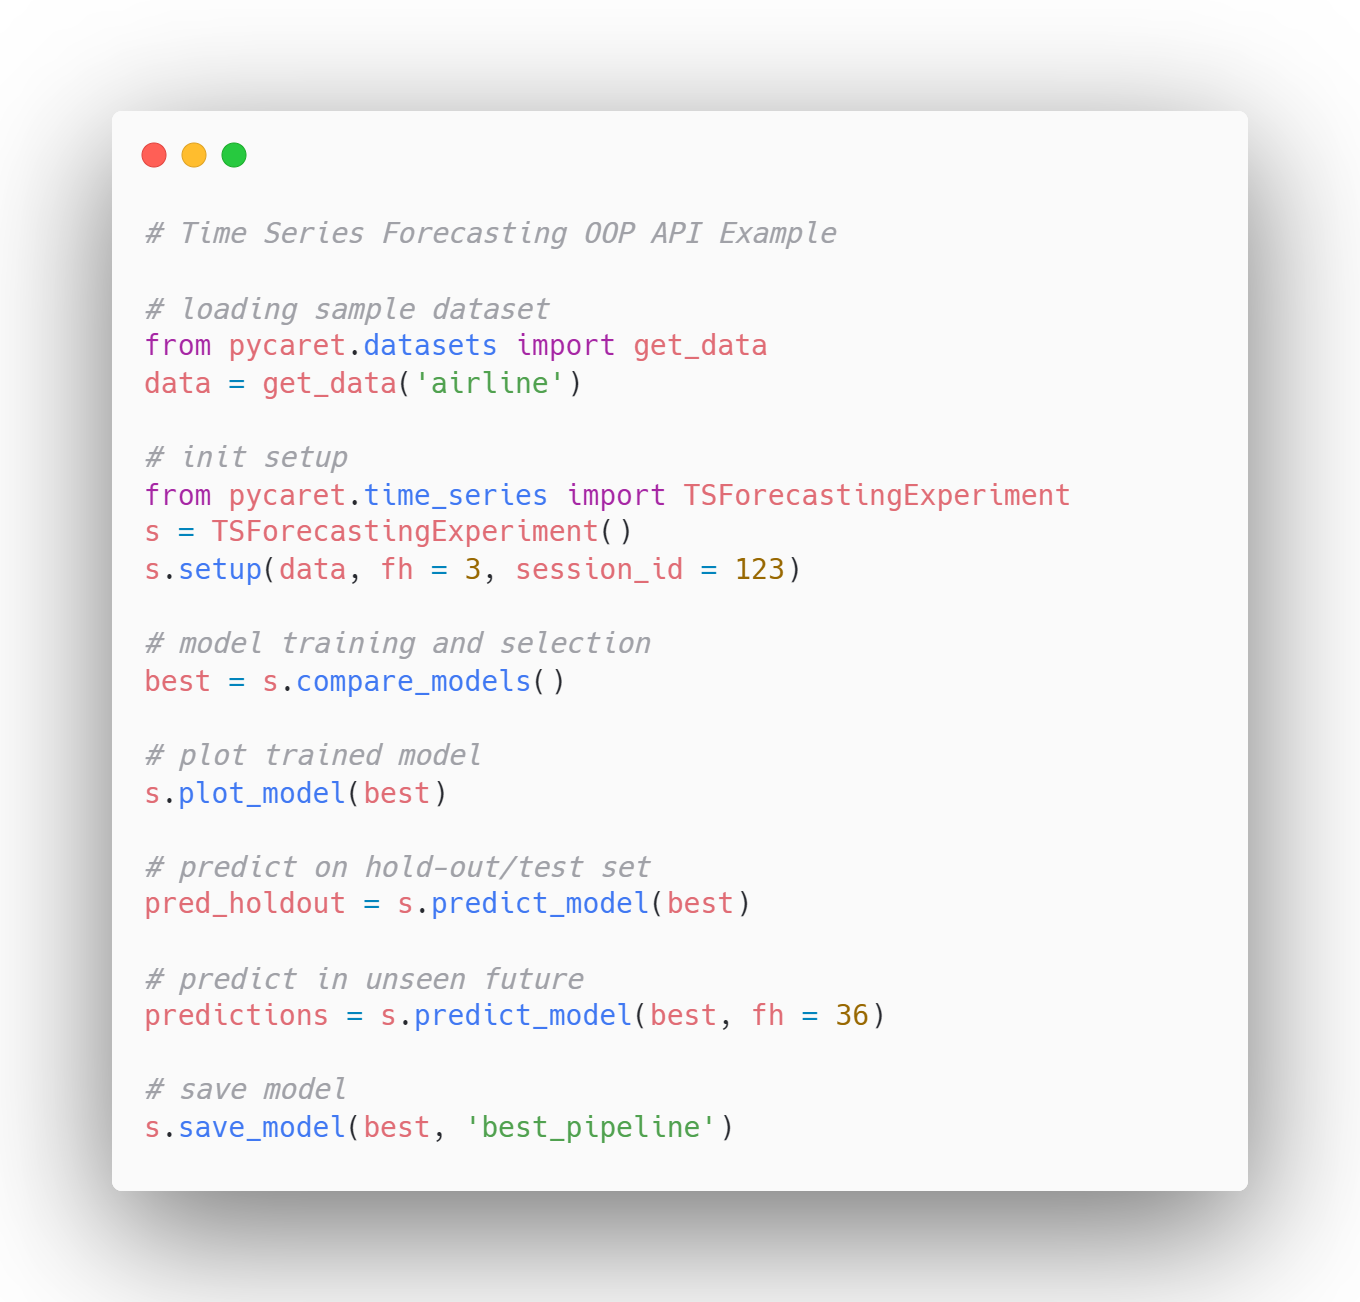 # Time Series Forecasting OOP API Example
# loading sample dataset
from pycaret.datasets import get_data
data = get_data('airline')
# init setup
from pycaret.time_series import TSForecastingExperiment
s = TSForecastingExperiment()
s.setup(data, fh = 3, session_id = 123)
# model training and selection
best = s.compare_models()
# plot trained model
s.plot_model(best)
# predict on hold-out/test set
pred_holdout = s.predict_model(best)
# predict in unseen future
predictions = s.predict_model(best, fh = 36)
# save model
s.save_model(best, 'best_pipeline')